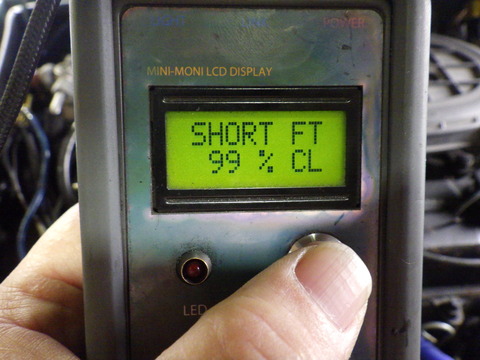 POWER
MINI-MONI LCD DISPLAY
SHORT FT
99 % CL
LED